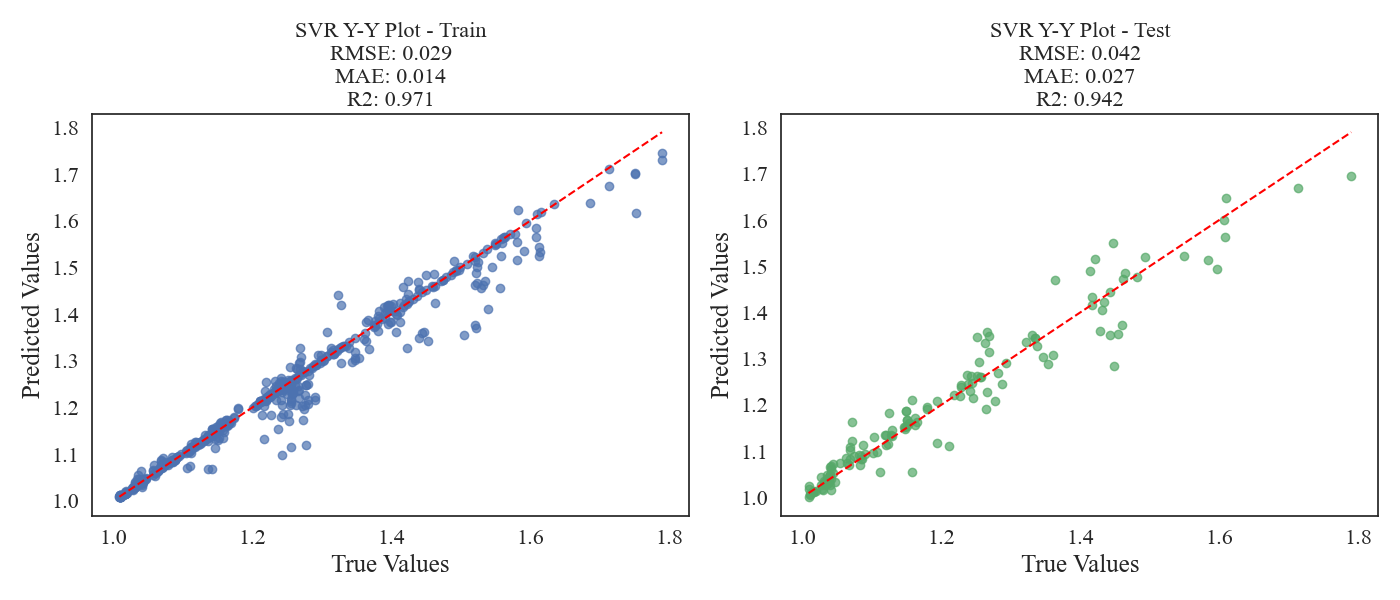 SVR Y-Y Plot - Train
RMSE: 0.029
MAE: 0.014
R2: 0.971
1.8
1.7
1.6
1.5
1.4
1.3
1.2
1.1
1.0
Predicted Values
1.0 1.2 1.4 1.6 1.8
True Values
SVR Y-Y Plot - Test
RMSE: 0.042
MAE: 0.027
R2: 0.942
1.8
1.7
1.6
1.5
1.4
1.3
1.2
1.1
1.0
Predicted Values
1.0 1.2 1.4 1.6 1.8
True Values